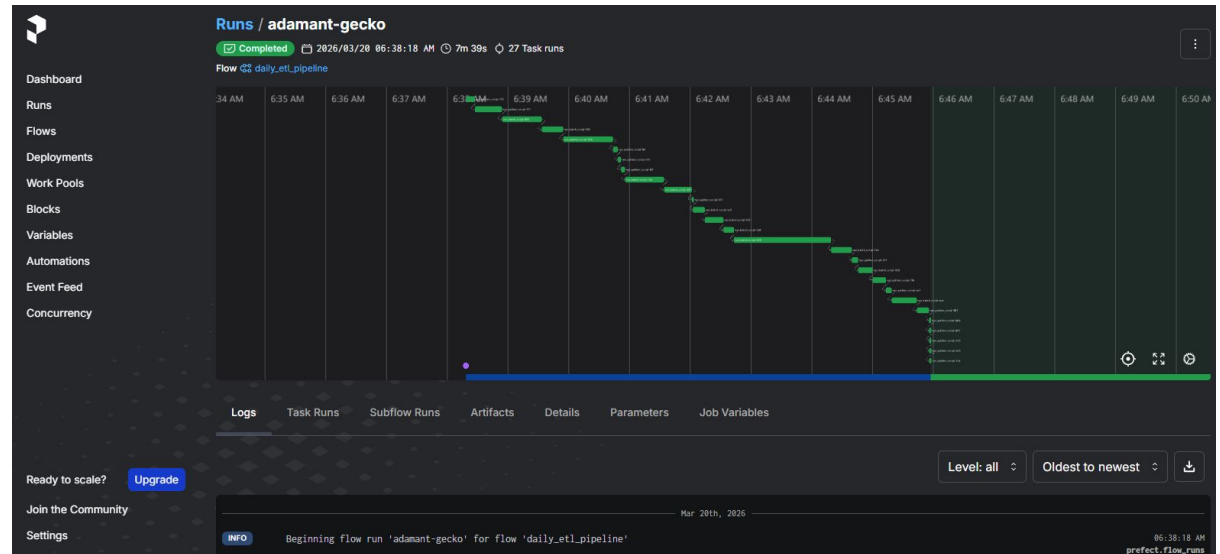 Runs / adamant-gecko
Completed 2026/03/20 06:38:18 AM 7m 39s 27 Task runs
Flow daily_etl_pipeline
Dashboard
Runs
Flows
Deployments
Work Pools
Blocks
Variables
Automations
Event Feed
Concurrency
34 AM 6:35 AM 6:36 AM 6:37 AM 6:38 AM 6:39 AM 6:40 AM 6:41 AM 6:42 AM 6:43 AM 6:44 AM 6:45 AM 6:46 AM 6:47 AM 6:48 AM 6:49 AM 6:50 AM
Logs Task Runs Subflow Runs Artifacts Details Parameters Job Variables
Level: all Oldest to newest
Ready to scale? Upgrade
Join the Community
Settings
Mar 20th, 2026
INFO Beginning flow run 'adamant-gecko' for flow 'daily_etl_pipeline' 06:38:18 AM
prefect.flow_runs